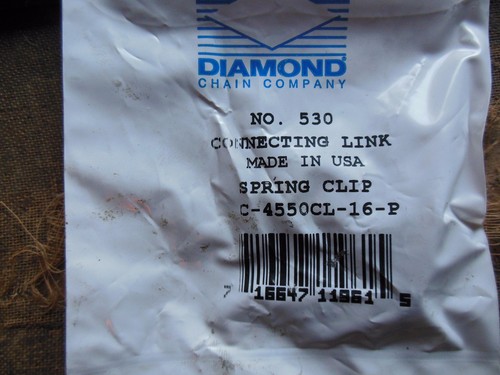 DIAMOND
CHAIN COMPANY
NO. 530
CONNECTING LINK
MADE IN USA
SPRING CLIP
C-4550CL-16-P
7 16647 11961 5